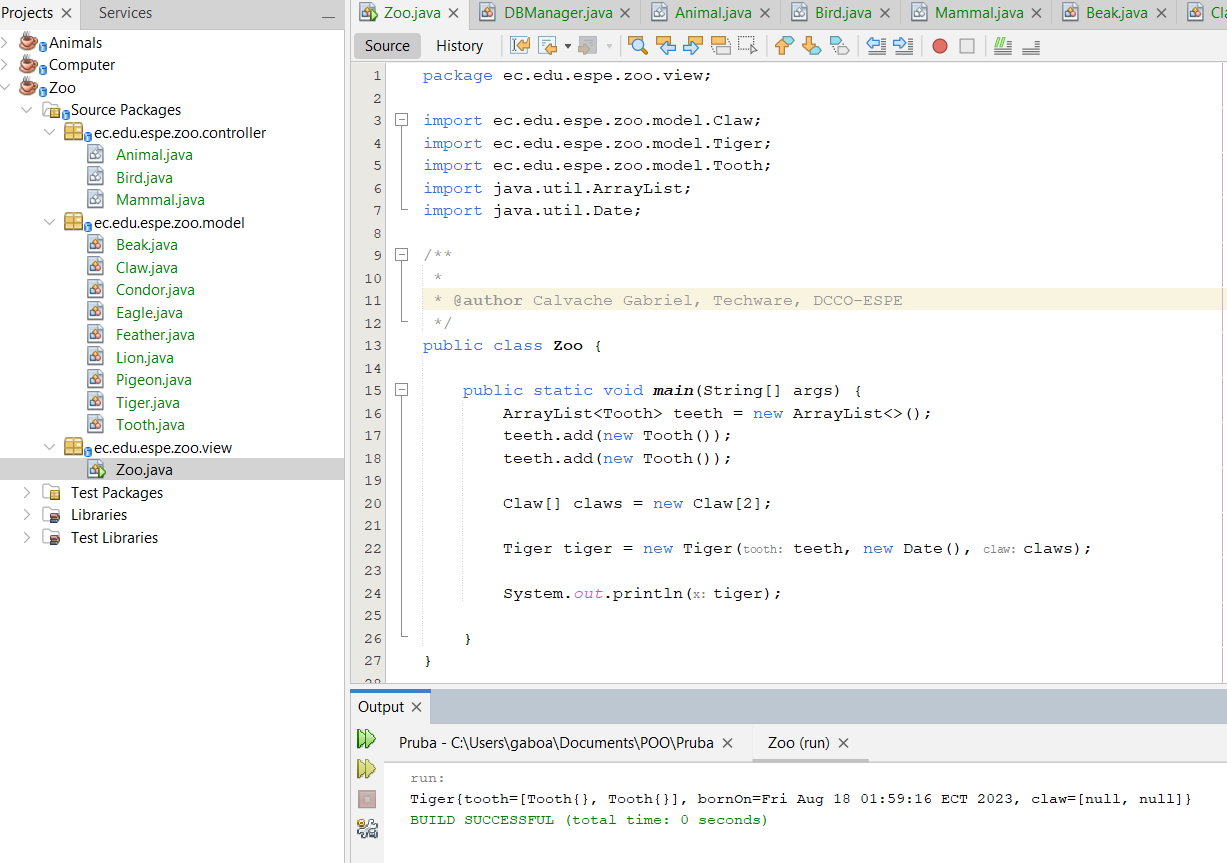 Projects
Services
Animals
Computer
Zoo
Source Packages
ec.edu.espe.zoo.controller
Animal.java
Bird.java
Mammal.java
ec.edu.espe.zoo.model
Beak.java
Claw.java
Condor.java
Eagle.java
Feather.java
Lion.java
Pigeon.java
Tiger.java
Tooth.java
ec.edu.espe.zoo.view
Zoo.java
Test Packages
Libraries
Test Libraries
Zoo.java DBManager.java Animal.java Bird.java Mammal.java Beak.java Cl
Source History
1 package ec.edu.espe.zoo.view;
2
3 import ec.edu.espe.zoo.model.Claw;
4 import ec.edu.espe.zoo.model.Tiger;
5 import ec.edu.espe.zoo.model.Tooth;
6 import java.util.ArrayList;
7 import java.util.Date;
8
9 /**
10 *
11 * @author Calvache Gabriel, Techware, DCCO-ESPE
12 */
13 public class Zoo {
14
15 public static void main(String[] args) {
16 ArrayList<Tooth> teeth = new ArrayList<>();
17 teeth.add(new Tooth());
18 teeth.add(new Tooth());
19
20 Claw[] claws = new Claw[2];
21
22 Tiger tiger = new Tiger(tooth: teeth, new Date(), claw: claws);
23
24 System.out.println(x: tiger);
25
26 }
27 }
28
Output
Pruba - C:\Users\gaboa\Documents\POO\Pruba Zoo (run)
run:
Tiger{tooth=[Tooth{}, Tooth{}], bornOn=Fri Aug 18 01:59:16 ECT 2023, claw=[null, null]}
BUILD SUCCESSFUL (total time: 0 seconds)